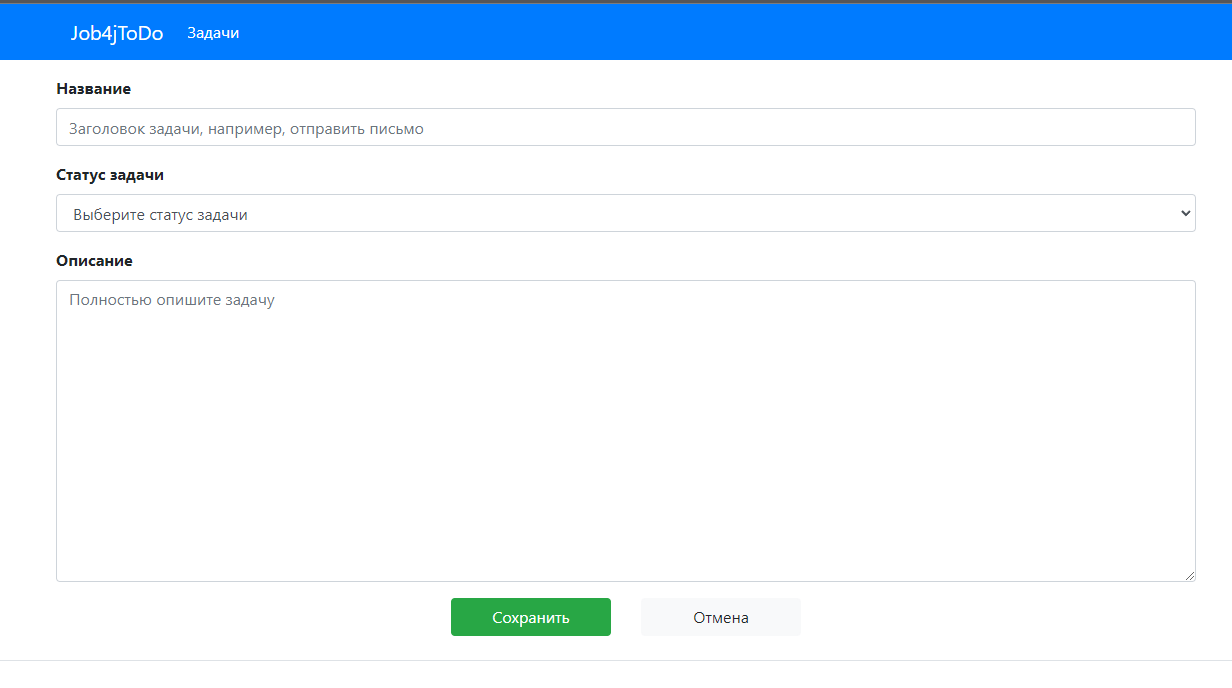 Job4jToDo Задачи
Название
Заголовок задачи, например, отправить письмо
Статус задачи
Выберите статус задачи
Описание
Полностью опишите задачу
Сохранить Отмена